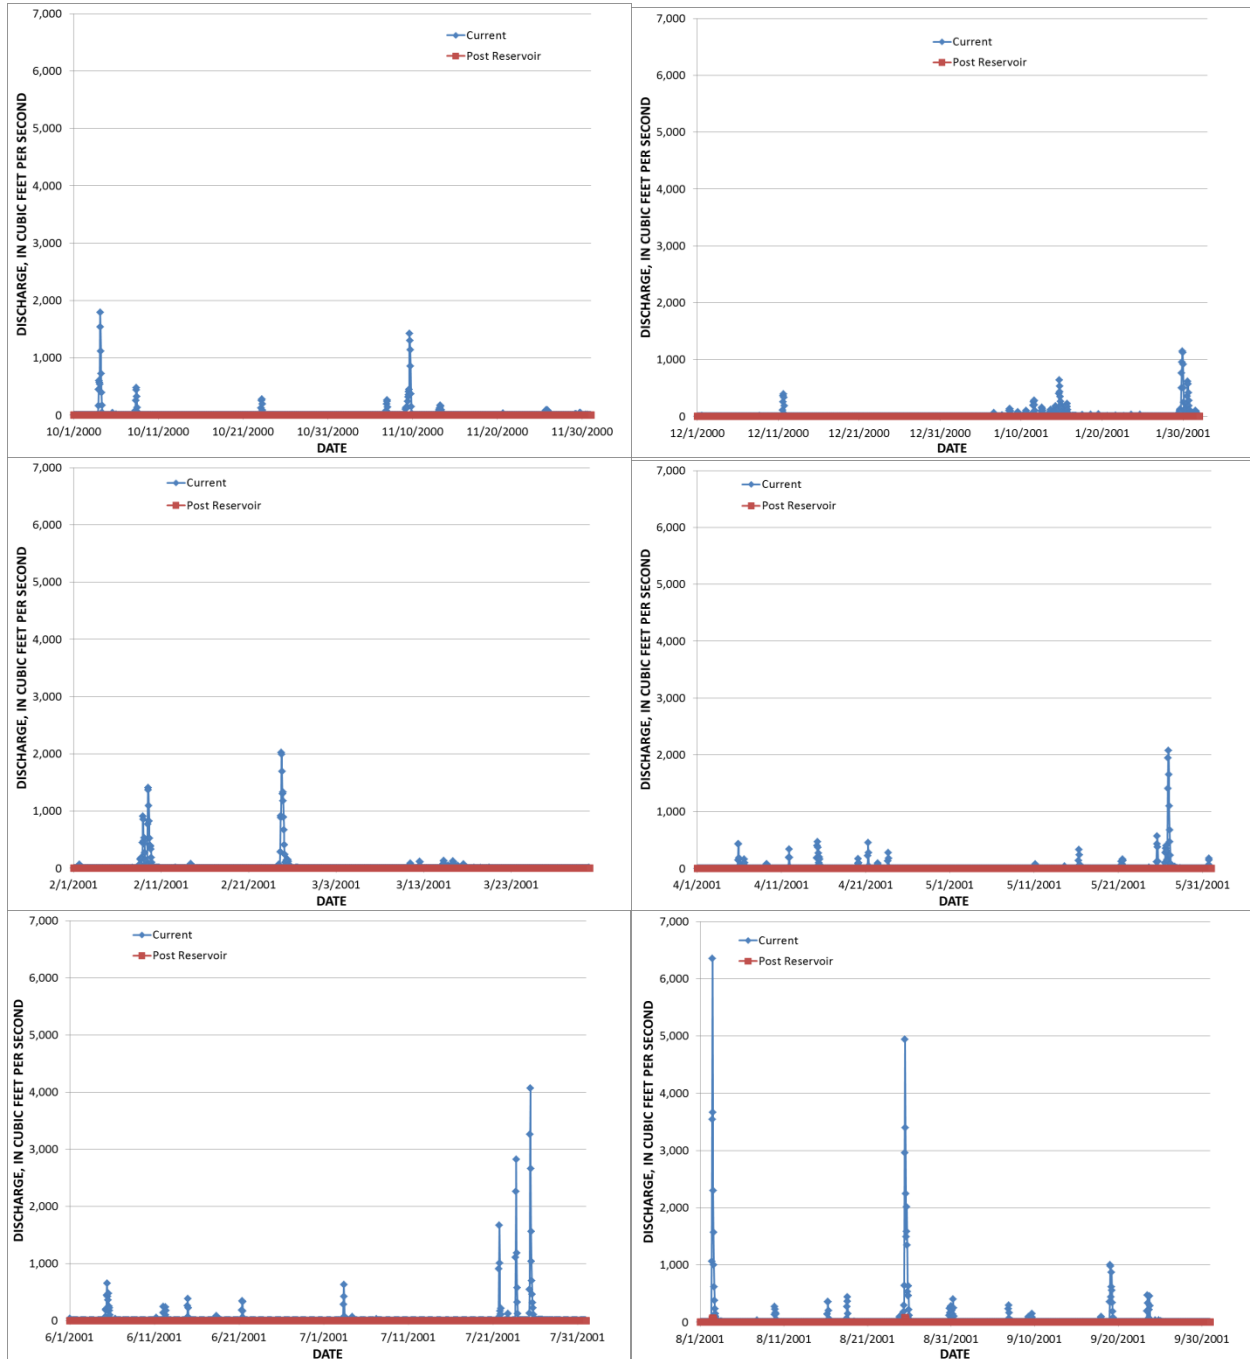 7,000
6,000
5,000
4,000
3,000
2,000
1,000
0
DISCHARGE, IN CUBIC FEET PER SECOND
Current
Post Reservoir
10/1/2000 10/11/2000 10/21/2000 10/31/2000 11/10/2000 11/20/2000 11/30/2000
DATE
7,000
6,000
5,000
4,000
3,000
2,000
1,000
0
DISCHARGE, IN CUBIC FEET PER SECOND
Current
Post Reservoir
12/1/2000 12/11/2000 12/21/2000 12/31/2000 1/10/2001 1/20/2001 1/30/2001
DATE
7,000
6,000
5,000
4,000
3,000
2,000
1,000
0
DISCHARGE, IN CUBIC FEET PER SECOND
Current
Post Reservoir
2/1/2001 2/11/2001 2/21/2001 3/3/2001 3/13/2001 3/23/2001
DATE
7,000
6,000
5,000
4,000
3,000
2,000
1,000
0
DISCHARGE, IN CUBIC FEET PER SECOND
Current
Post Reservoir
4/1/2001 4/11/2001 4/21/2001 5/1/2001 5/11/2001 5/21/2001 5/31/2001
DATE
7,000
6,000
5,000
4,000
3,000
2,000
1,000
0
DISCHARGE, IN CUBIC FEET PER SECOND
Current
Post Reservoir
6/1/2001 6/11/2001 6/21/2001 7/1/2001 7/11/2001 7/21/2001 7/31/2001
DATE
7,000
6,000
5,000
4,000
3,000
2,000
1,000
0
DISCHARGE, IN CUBIC FEET PER SECOND
Current
Post Reservoir
8/1/2001 8/11/2001 8/21/2001 8/31/2001 9/10/2001 9/20/2001 9/30/2001
DATE